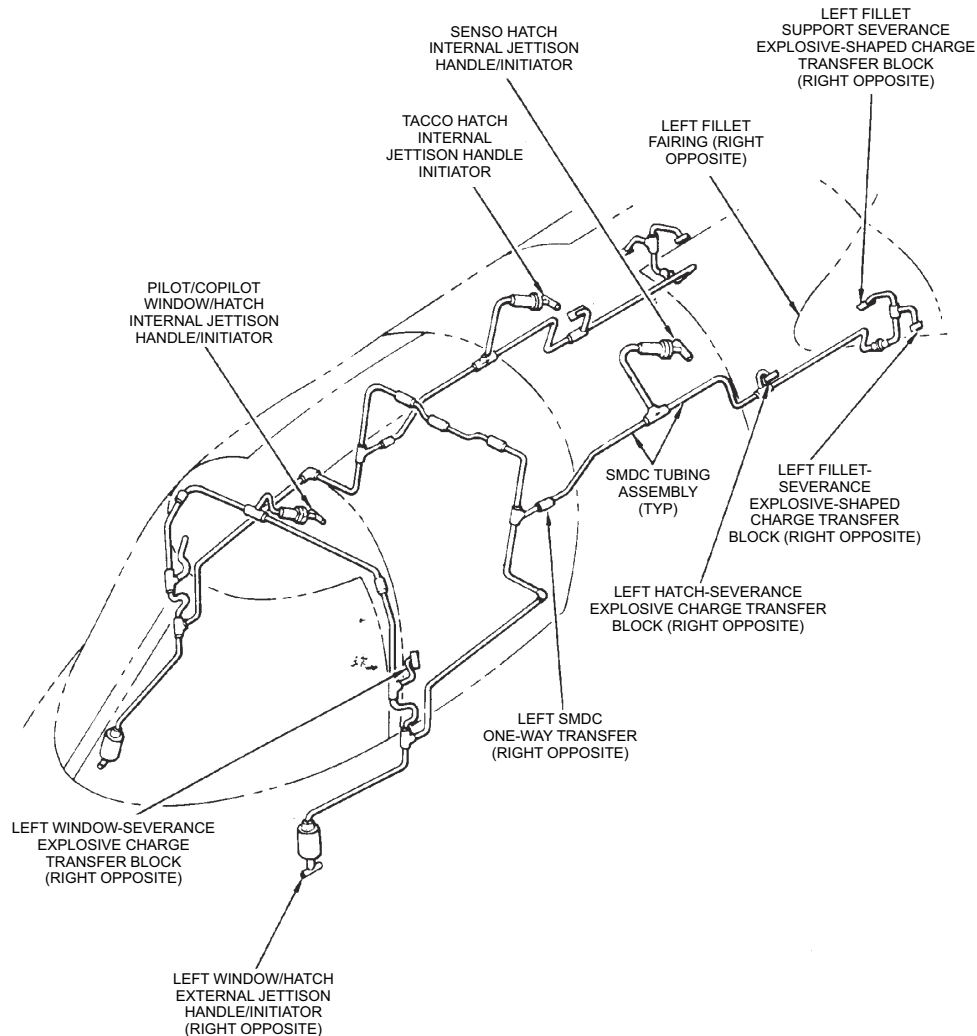 LEFT FILLET
SUPPORT SEVERANCE
EXPLOSIVE-SHAPED CHARGE
TRANSFER BLOCK
(RIGHT OPPOSITE)
SENSO HATCH
INTERNAL JETTISON
HANDLE/INITIATOR
TACCO HATCH
INTERNAL
JETTISON HANDLE
INITIATOR
LEFT FILLET
FAIRING (RIGHT
OPPOSITE)
PILOT/COPILOT
WINDOW/HATCH
INTERNAL JETTISON
HANDLE/INITIATOR
SMDC TUBING
ASSEMBLY
(TYP)
LEFT FILLET-
SEVERANCE
EXPLOSIVE-SHAPED
CHARGE TRANSFER
BLOCK (RIGHT OPPOSITE)
LEFT HATCH-SEVERANCE
EXPLOSIVE CHARGE TRANSFER
BLOCK (RIGHT OPPOSITE)
LEFT SMDC
ONE-WAY TRANSFER
(RIGHT OPPOSITE)
LEFT WINDOW-SEVERANCE
EXPLOSIVE CHARGE
TRANSFER BLOCK
(RIGHT OPPOSITE)
LEFT WINDOW/HATCH
EXTERNAL JETTISON
HANDLE/INITIATOR
(RIGHT OPPOSITE)